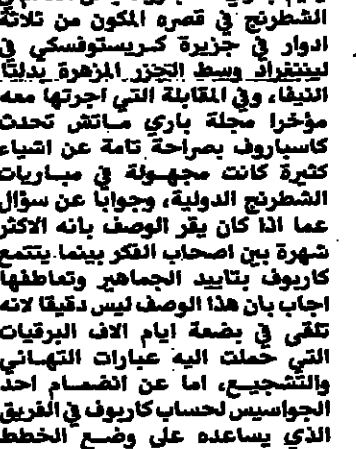 الشطرنج في قصره المكون من ثلاثة
ادوار في جزيرة كريستوفسكي في
لينينغراد وسط الجزر المزهرة بدلتا
النيفا، وفي المقابلة التي اجرتها معه
مؤخرا مجلة باري ماتش تحدث
كاسباروف بصراحة تامة عن اشياء
كثيرة كانت مجهولة في مباريات
الشطرنج الدولية، وجوابا عن سؤال
عما اذا كان يقر الوصف بانه الاكثر
شهرة بين اصحاب الفكر بينما يتمتع
كاربوف بتاييد الجماهير وتعاطفها
اجاب بان هذا الوصف ليس دقيقا لانه
تلقى في بضعة ايام الاف البرقيات
التي حملت اليه عبارات التهاني
والتشجيع، اما عن انضمام احد
الجواسيس لحساب كاربوف في الفريق
الذي يساعده على وضع الخطط